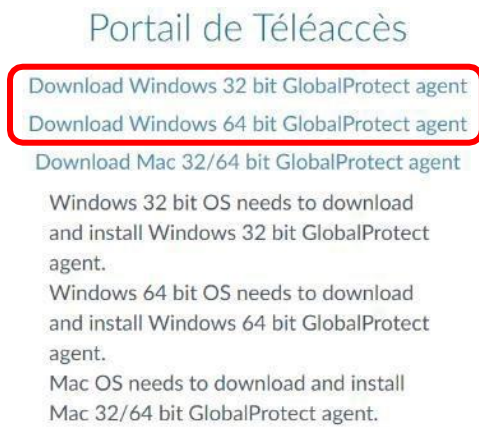 Portail de Téléaccès
Download Windows 32 bit GlobalProtect agent
Download Windows 64 bit GlobalProtect agent
Download Mac 32/64 bit GlobalProtect agent
Windows 32 bit OS needs to download
and install Windows 32 bit GlobalProtect
agent.
Windows 64 bit OS needs to download
and install Windows 64 bit GlobalProtect
agent.
Mac OS needs to download and install
Mac 32/64 bit GlobalProtect agent.